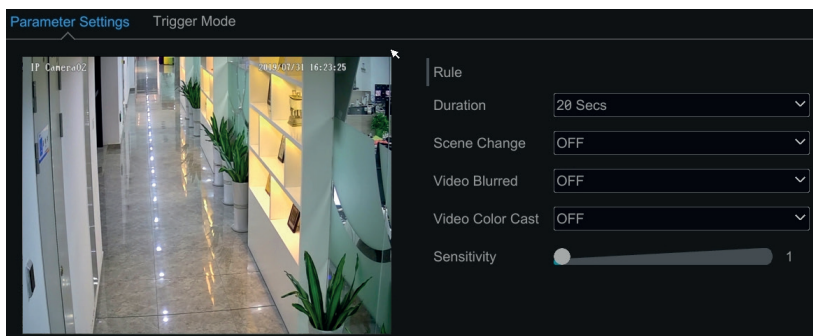 Parameter Settings Trigger Mode
IP Camera02 2019/07/31 16:23:25
Rule
Duration 20 Secs
Scene Change OFF
Video Blurred OFF
Video Color Cast OFF
Sensitivity 1